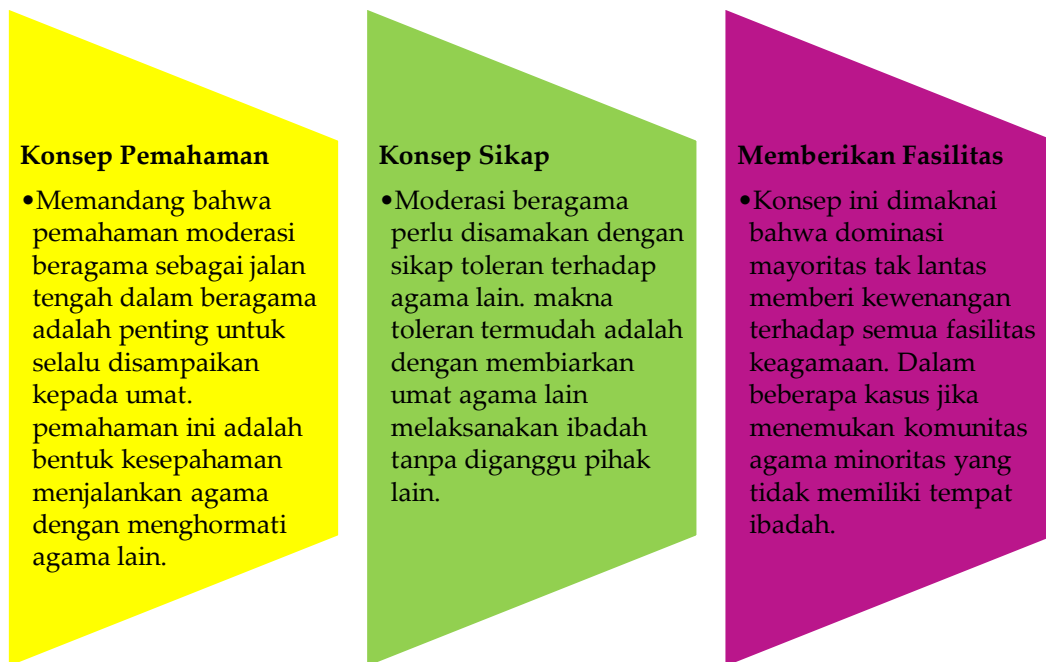 Konsep Pemahaman
•Memandang bahwa
pemahaman moderasi
beragama sebagai jalan
tengah dalam beragama
adalah penting untuk
selalu disampaikan
kepada umat.
pemahaman ini adalah
bentuk kesepahaman
menjalankan agama
dengan menghormati
agama lain.
Konsep Sikap
•Moderasi beragama
perlu disamakan dengan
sikap toleran terhadap
agama lain. makna
toleran termudah adalah
dengan membiarkan
umat agama lain
melaksanakan ibadah
tanpa diganggu pihak
lain.
Memberikan Fasilitas
•Konsep ini dimaknai
bahwa dominasi
mayoritas tak lantas
memberi kewenangan
terhadap semua fasilitas
keagamaan. Dalam
beberapa kasus jika
menemukan komunitas
agama minoritas yang
tidak memiliki tempat
ibadah.